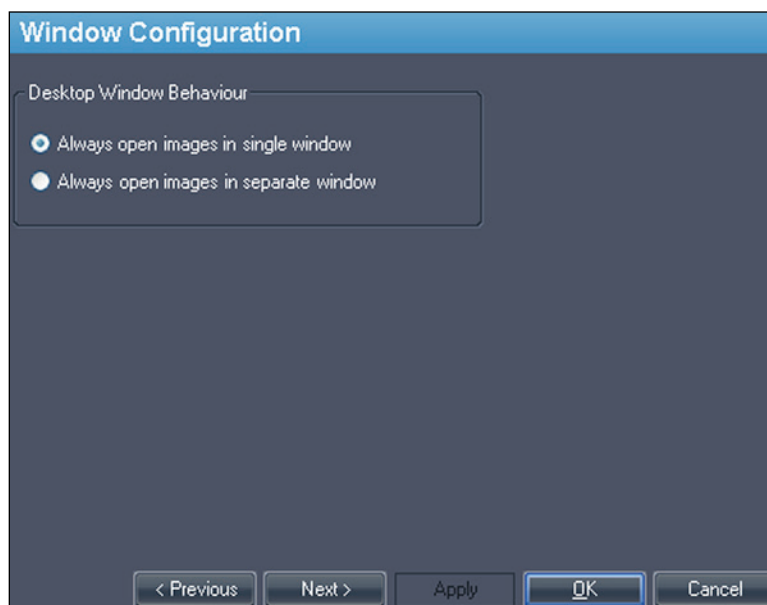 Window Configuration
Desktop Window Behaviour
Always open images in single window
Always open images in separate window
< Previous Next > Apply OK Cancel